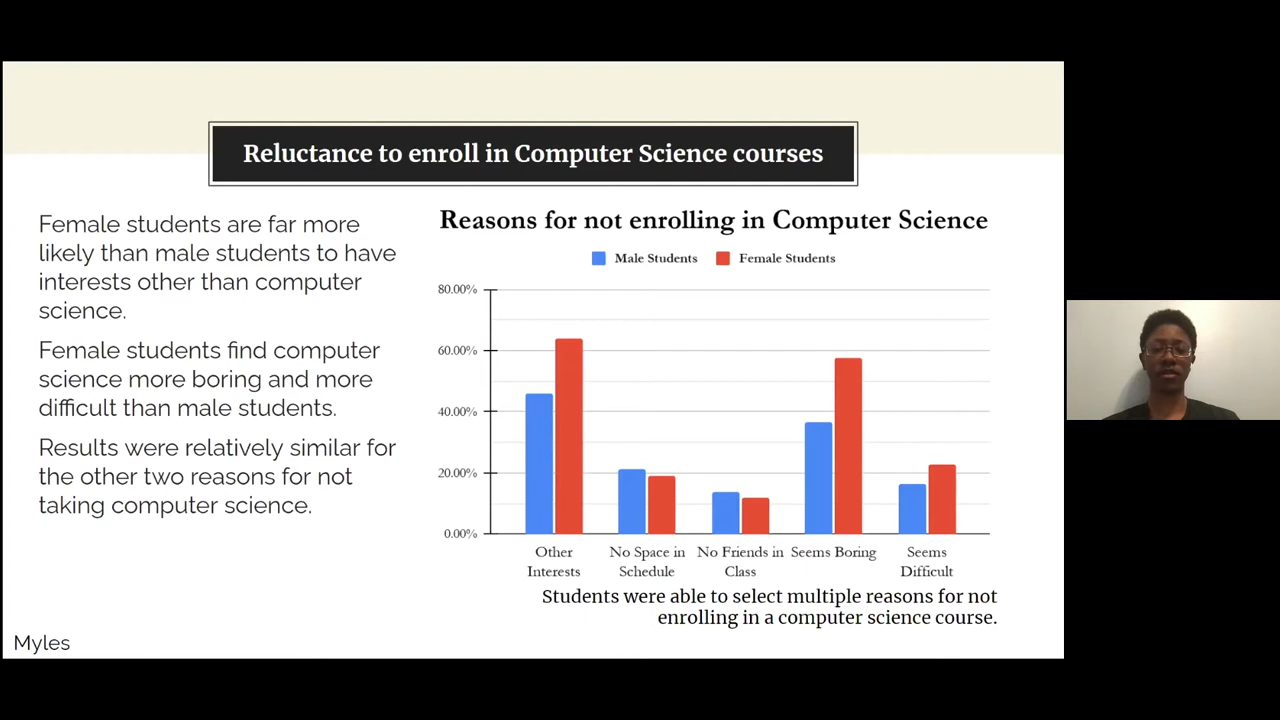 Reluctance to enroll in Computer Science courses
Female students are far more
likely than male students to have
interests other than computer
science.
Female students find computer
science more boring and more
difficult than male students.
Results were relatively similar for
the other two reasons for not
taking computer science.
Reasons for not enrolling in Computer Science
Male Students
Female Students
80.00%
60.00%
40.00%
20.00%
0.00%
Other
Interests
No Space in
Schedule
No Friends in
Class
Seems Boring
Seems
Difficult
Students were able to select multiple reasons for not
enrolling in a computer science course.
Myles